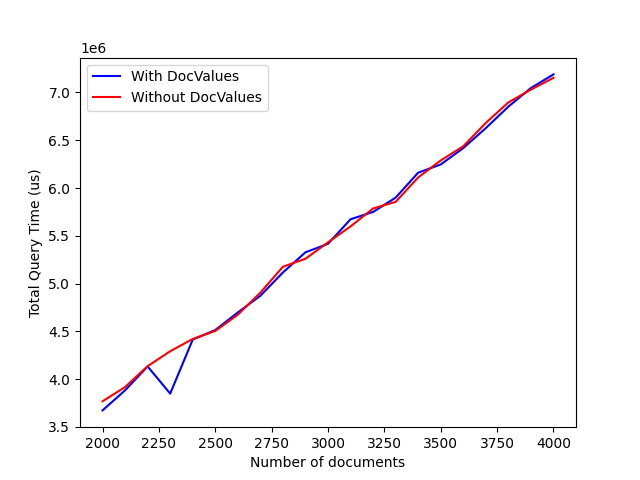 1e6
With DocValues
Without DocValues
7.0
6.5
6.0
5.5
5.0
4.5
4.0
3.5
Total Query Time (us)
2000 2250 2500 2750 3000 3250 3500 3750 4000
Number of documents